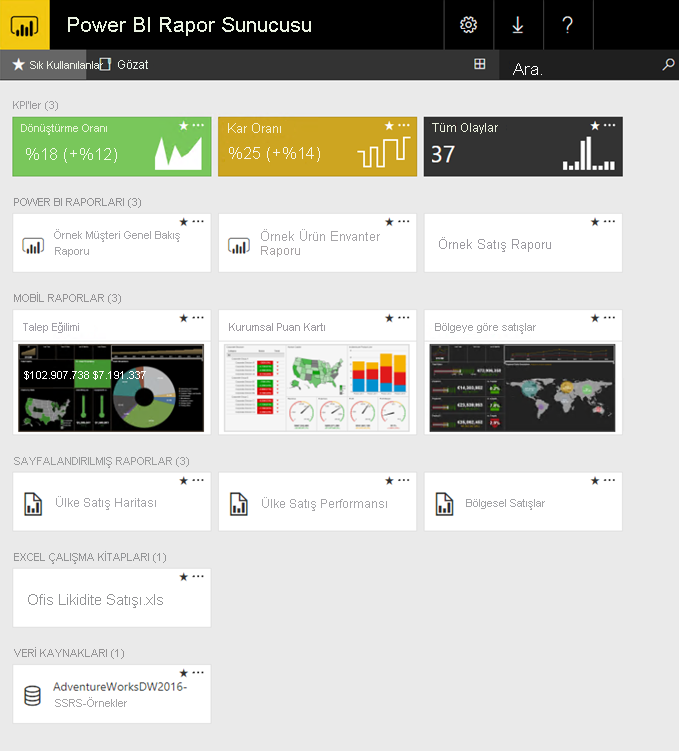 Power BI Rapor Sunucusu
Sık Kullanılanlar
Gözat
Ara.
KPI'ler (3)
Dönüştürme Oranı
%18 (+%12)
Kar Oranı
%25 (+%14)
Tüm Olaylar
37
POWER BI RAPORLARI (3)
Örnek Müşteri Genel Bakış
Raporu
Örnek Ürün Envanter
Raporu
Örnek Satış Raporu
MOBİL RAPORLAR (3)
Talep Eğilimi
Kurumsal Puan Kartı
Bölgeye göre satışlar
$102.907.738 $7.191.337
SAYFALANDIRILMIŞ RAPORLAR (3)
Ülke Satış Haritası
Ülke Satış Performansı
Bölgesel Satışlar
EXCEL ÇALIŞMA KİTAPLARI (1)
Ofis Likidite Satışı.xls
VERİ KAYNAKLARI (1)
AdventureWorksDW2016-
SSRS-Örnekler